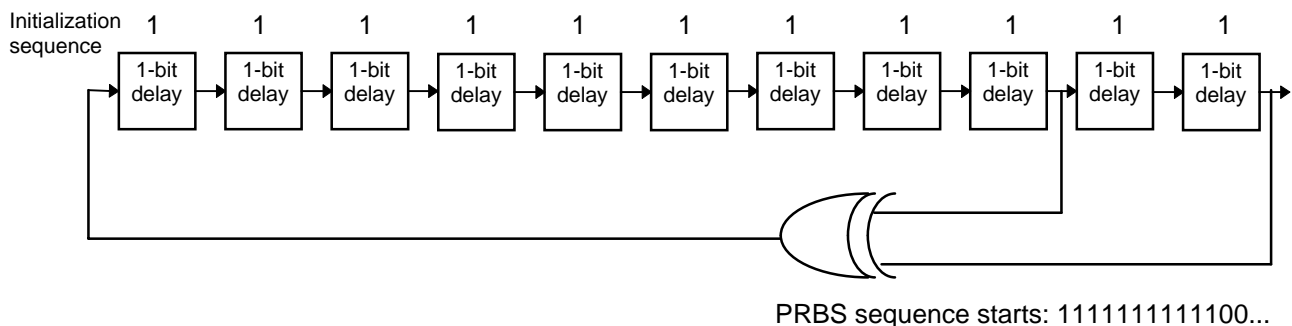 Initialization
sequence
1 1 1 1 1 1 1 1 1 1 1
1-bit 1-bit 1-bit 1-bit 1-bit 1-bit 1-bit 1-bit 1-bit 1-bit 1-bit
delay delay delay delay delay delay delay delay delay delay delay
PRBS sequence starts: 1111111111100...